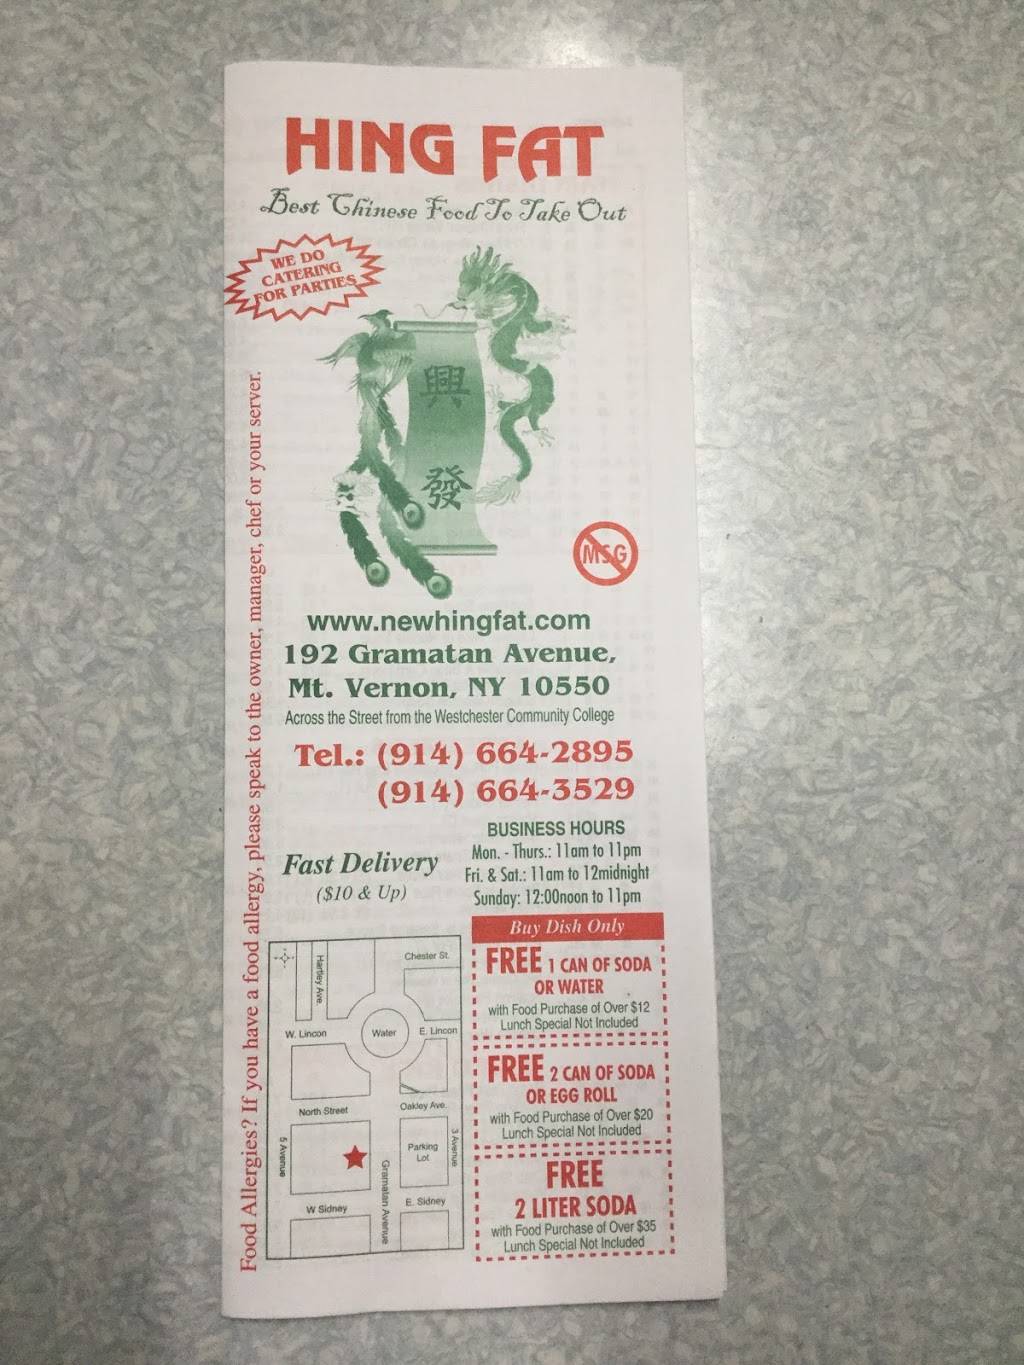 HING FAT
Best Chinese Food To Take Out
WE DO
CATERING
FOR PARTIES
興
發
MSG
www.newhingfat.com
192 Gramatan Avenue,
Mt. Vernon, NY 10550
Across the Street from the Westchester Community College
Tel.: (914) 664-2895
(914) 664-3529
Food Allergies? If you have a food allergy, please speak to the owner, manager, chef or your server.
Fast Delivery
($10 & Up)
BUSINESS HOURS
Mon. - Thurs.: 11am to 11pm
Fri. & Sat.: 11am to 12midnight
Sunday: 12:00noon to 11pm
Hartley Ave.
Chester St.
W. Lincon
Water
E. Lincon
North Street
Oakley Ave.
5 Avenue
Parking
Lot
3 Avenue
Gramatan Avenue
W Sidney
E. Sidney
Buy Dish Only
FREE 1 CAN OF SODA
OR WATER
with Food Purchase of Over $12
Lunch Special Not Included
FREE 2 CAN OF SODA
OR EGG ROLL
with Food Purchase of Over $20
Lunch Special Not Included
FREE
2 LITER SODA
with Food Purchase of Over $35
Lunch Special Not Included